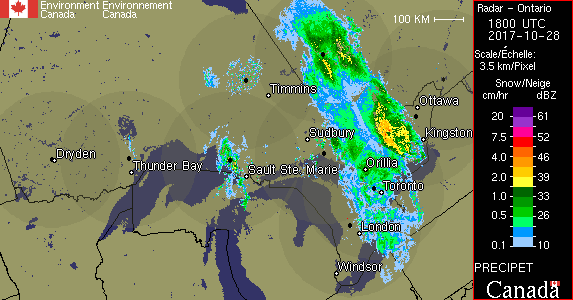 Environment Environnement
Canada Canada
100 KM
Timmins
Ottawa
Sudbury
Kingston
Dryden
Thunder Bay
Sault Ste. Marie
Orillia
Toronto
London
Windsor
Radar - Ontario
1800 UTC
2017-10-28
Scale/Échelle:
3.5 km/Pixel
Snow/Neige
cm/hr dBZ
20 61
7.5 52
4.0 46
2.0 39
1.0 33
0.5 26
0.1 10
PRECIPET
Canada